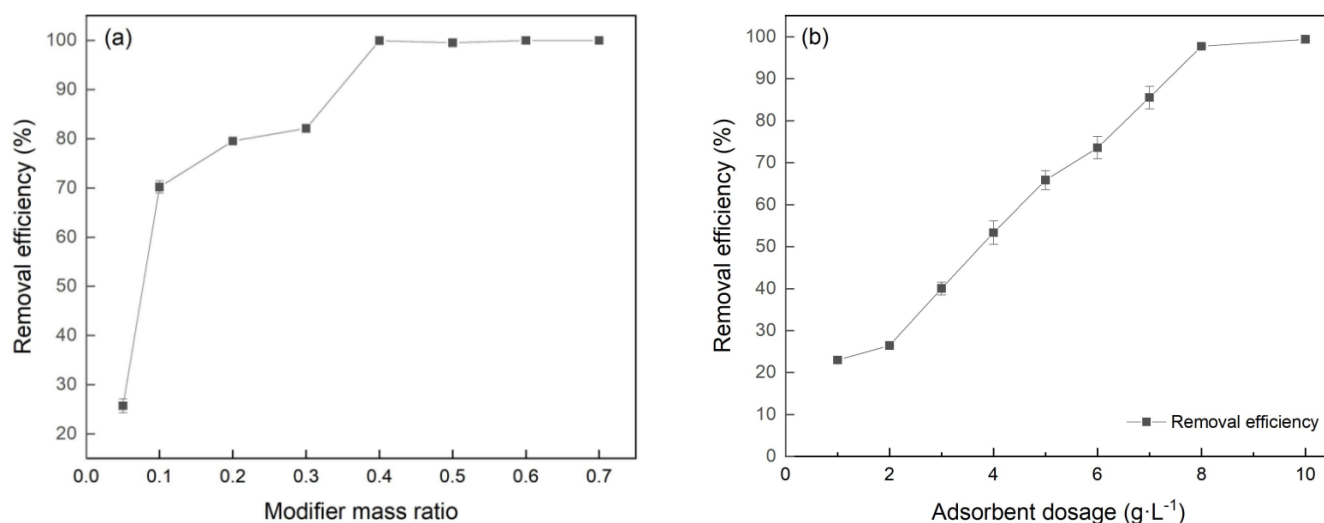 (a)
Removal efficiency (%)
100
90
80
70
60
50
40
30
20
0.0 0.1 0.2 0.3 0.4 0.5 0.6 0.7
Modifier mass ratio
(b)
Removal efficiency (%)
100
90
80
70
60
50
40
30
20
10
0
Removal efficiency
0 2 4 6 8 10
Adsorbent dosage (g·L⁻¹)